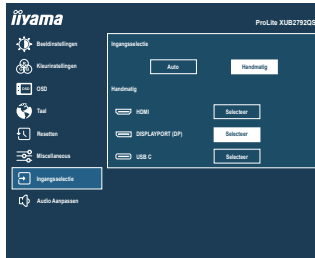 iiyama
ProLite XUB2792QS
Beeldinstellingen
Kleurinstellingen
OSD
OSD
Taal
Resetten
Miscellaneous
Ingangsselectie
Audio Aanpassen
Ingangsselectie
Auto
Handmatig
Handmatig
HDMI
Selecteer
DISPLAYPORT (DP)
Selecteer
USB C
Selecteer